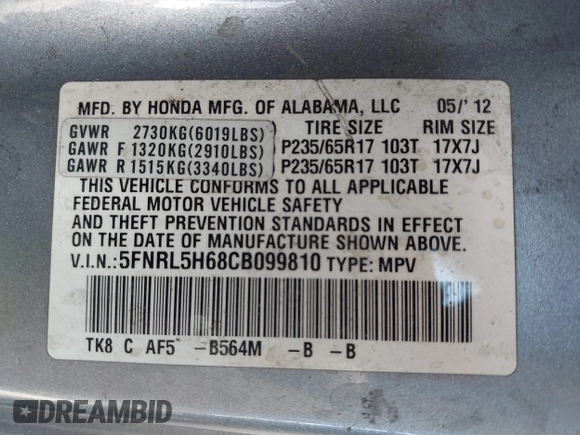 MFD. BY HONDA MFG. OF ALABAMA, LLC 05/'12
GVWR 2730KG(6019LBS) TIRE SIZE RIM SIZE
GAWR F 1320KG(2910LBS) P235/65R17 103T 17X7J
GAWR R 1515KG(3340LBS) P235/65R17 103T 17X7J
THIS VEHICLE CONFORMS TO ALL APPLICABLE
FEDERAL MOTOR VEHICLE SAFETY
AND THEFT PREVENTION STANDARDS IN EFFECT
ON THE DATE OF MANUFACTURE SHOWN ABOVE.
V.I.N.:5FNRL5H68CB099810 TYPE: MPV
TK8 C AF5 -B564M -B -B
DREAMBID